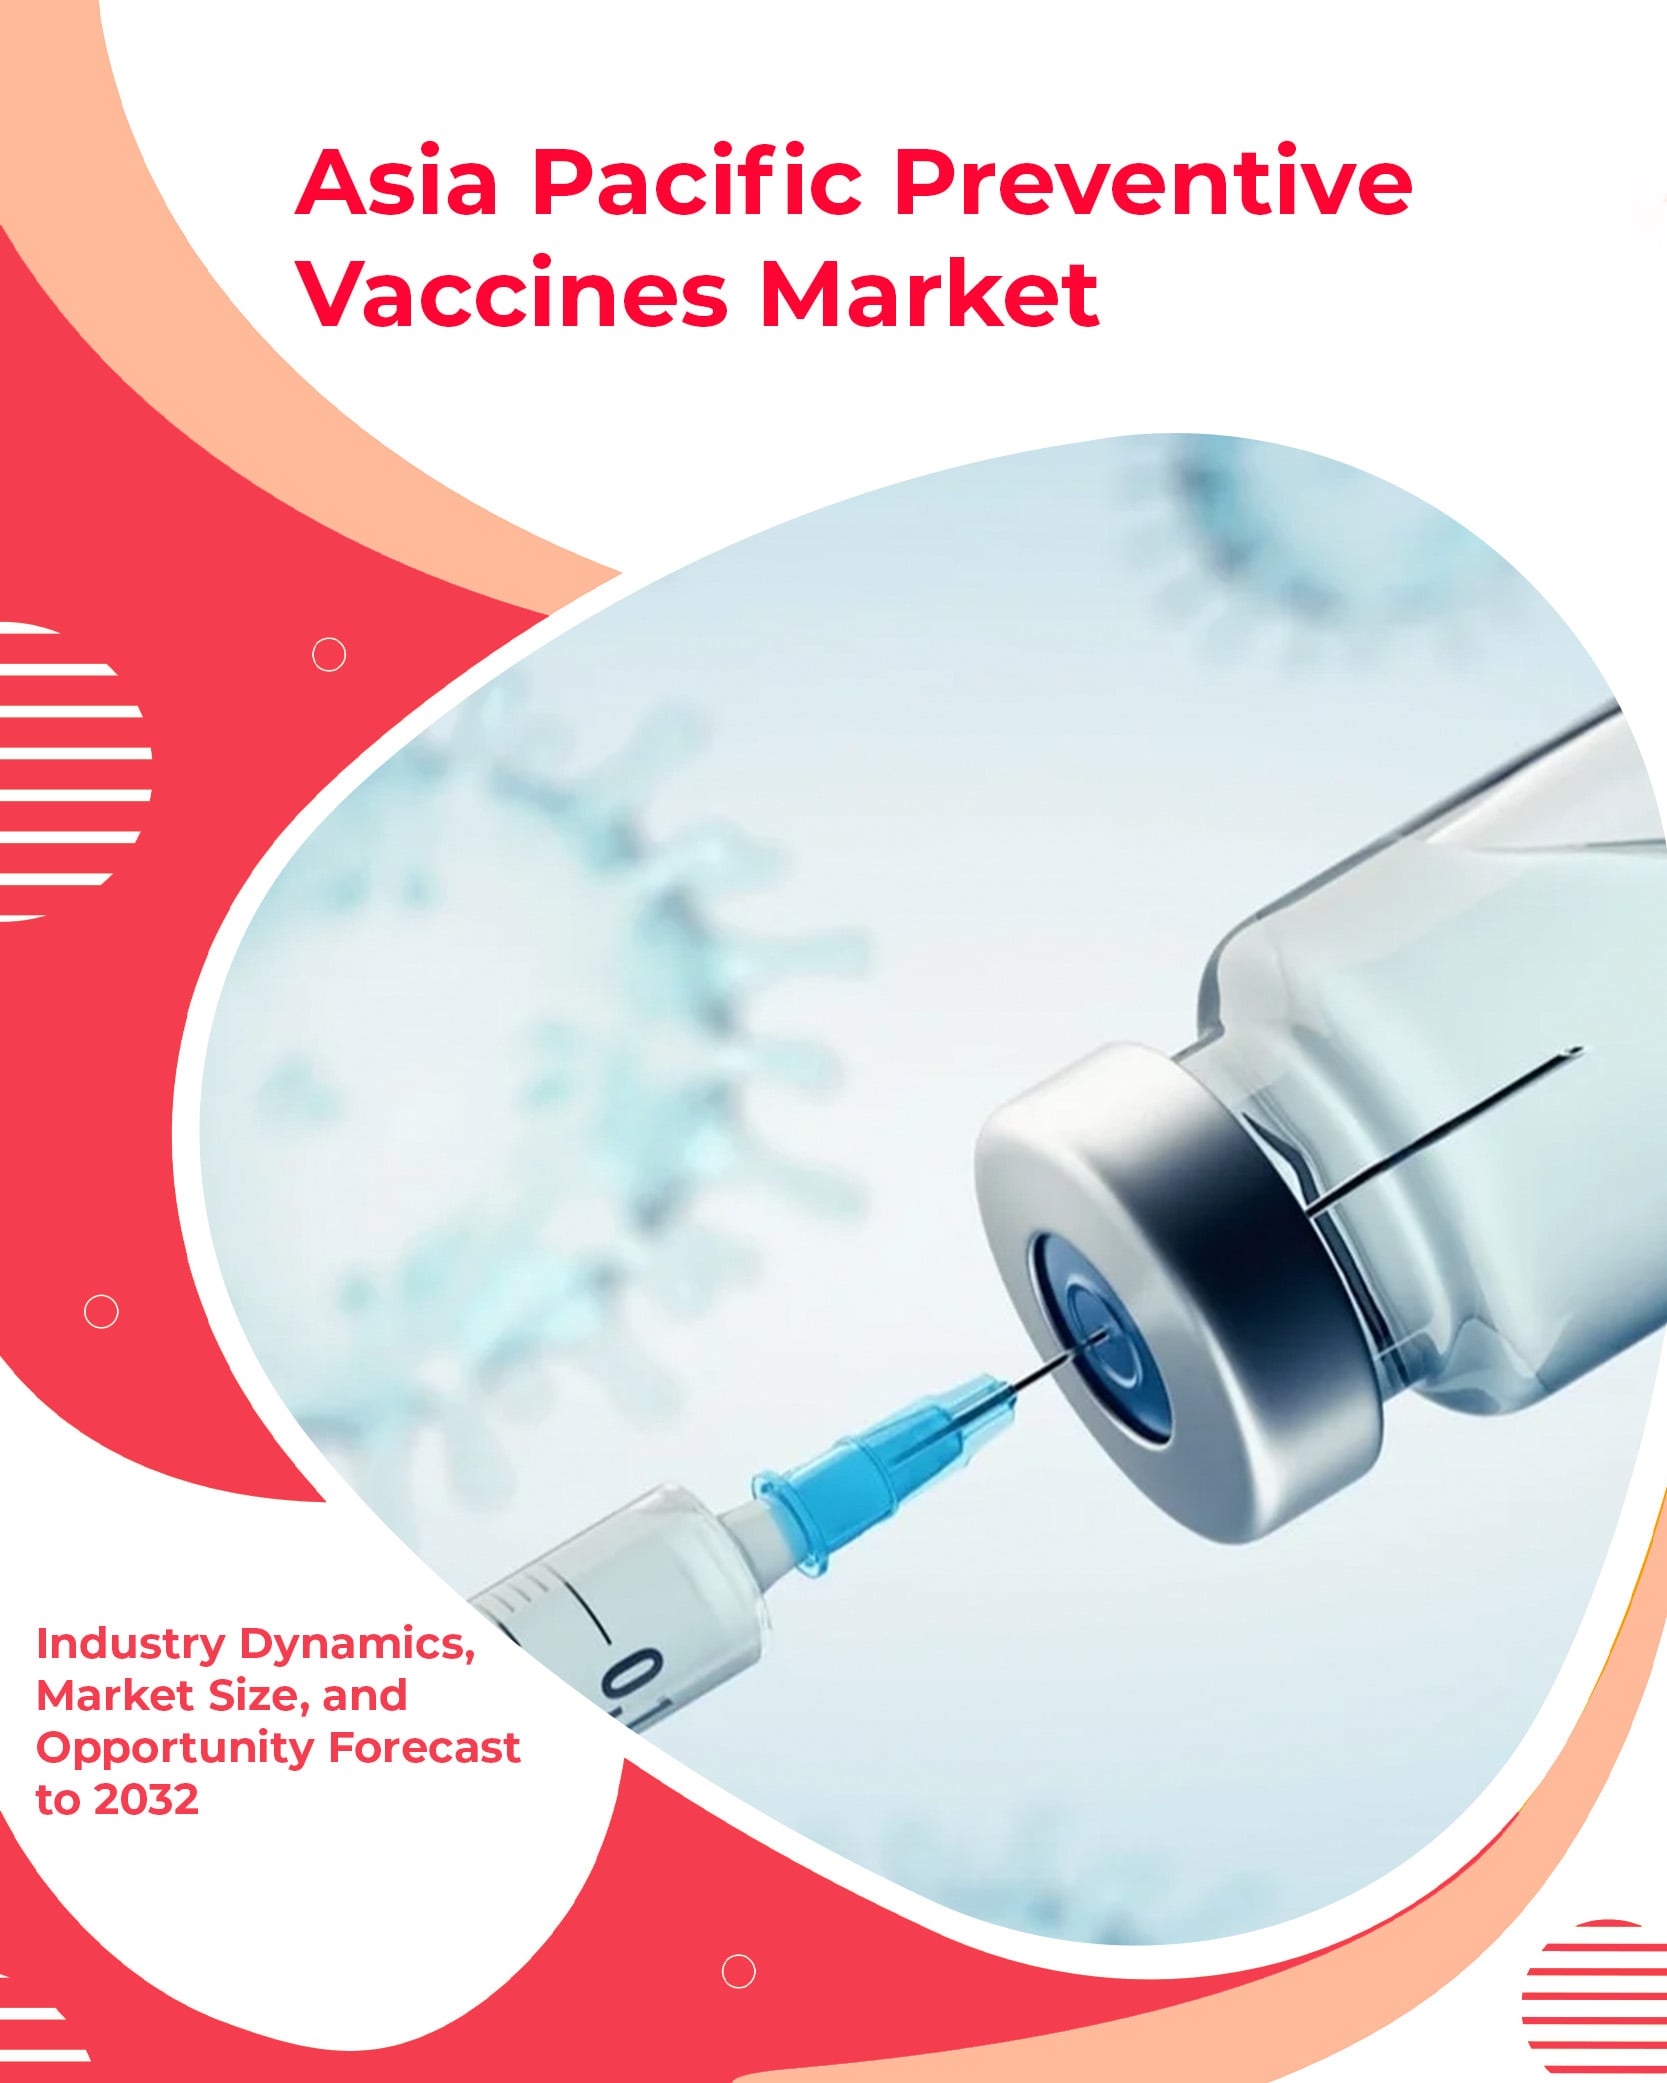 Asia Pacific Preventive
Vaccines Market
Industry Dynamics,
Market Size, and
Opportunity Forecast
to 2032